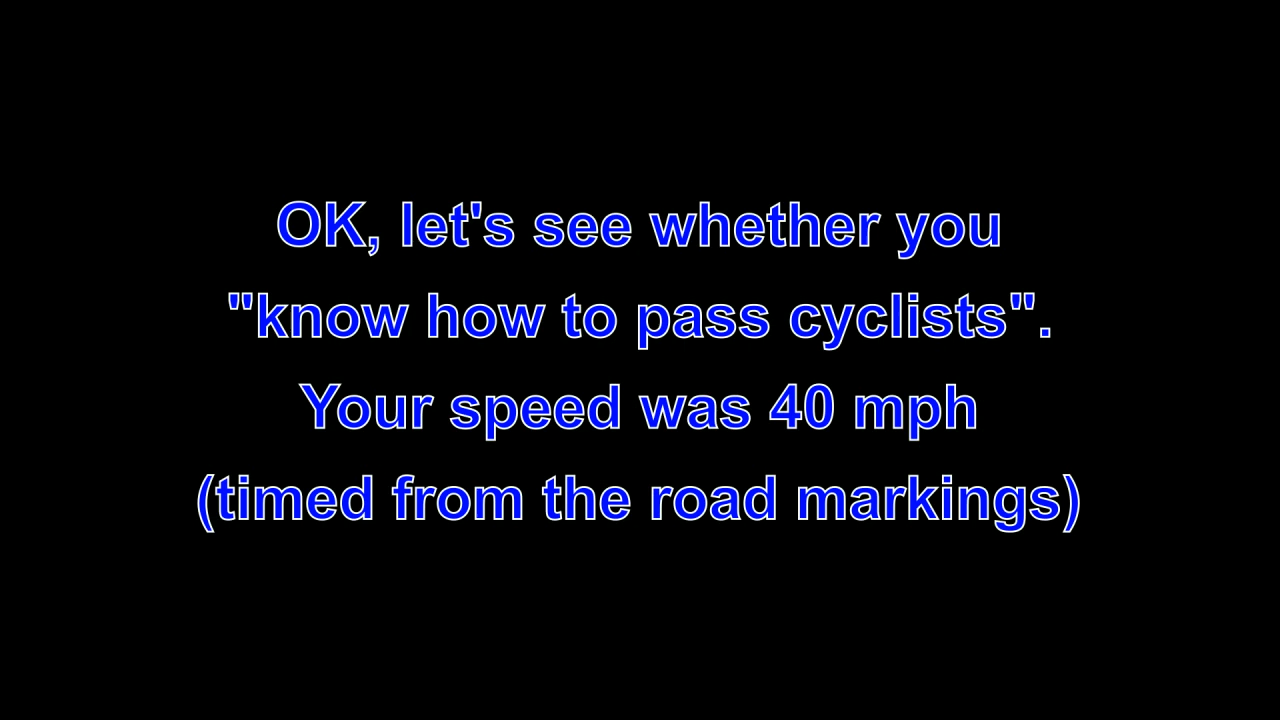 OK, let's see whether you
"know how to pass cyclists".
Your speed was 40 mph
(timed from the road markings)